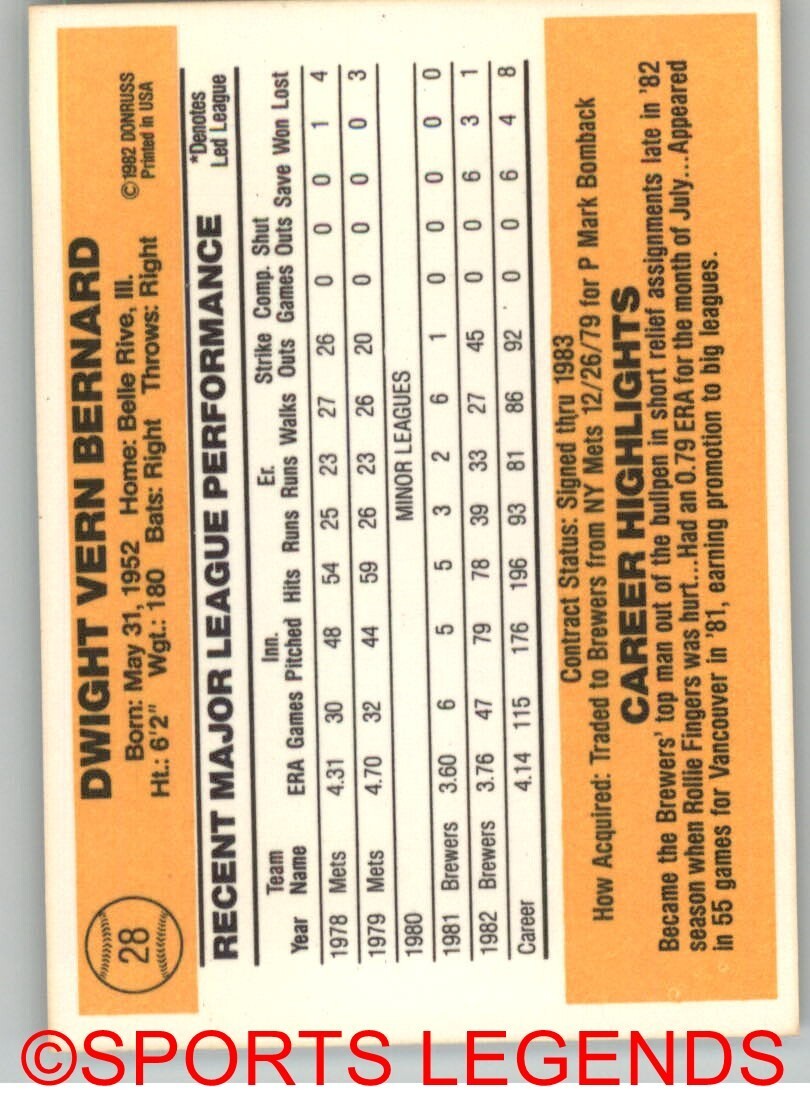 28
DWIGHT VERN BERNARD
©1982 DONRUSS
Printed in USA
Born: May 31, 1952 Home: Belle Rive, Ill.
Ht.: 6'2" Wgt.: 180 Bats: Right Throws: Right
RECENT MAJOR LEAGUE PERFORMANCE
*Denotes
Led League
Team Inn. Er. Strike Comp. Shut
Year Name ERA Games Pitched Hits Runs Runs Walks Outs Games Outs Save Won Lost
1978 Mets 4.31 30 48 54 25 23 27 26 0 0 0 1 4
1979 Mets 4.70 32 44 59 26 23 26 20 0 0 0 0 3
1980 MINOR LEAGUES
1981 Brewers 3.60 6 5 5 3 2 6 1 0 0 0 0 0
1982 Brewers 3.76 47 79 78 39 33 27 45 0 0 6 3 1
Career 4.14 115 176 196 93 81 86 92 0 0 6 4 8
Contract Status: Signed thru 1983
How Acquired: Traded to Brewers from NY Mets 12/26/79 for P Mark Bomback
CAREER HIGHLIGHTS
Became the Brewers' top man out of the bullpen in short relief assignments late in '82
season when Rollie Fingers was hurt...Had an 0.79 ERA for the month of July...Appeared
in 55 games for Vancouver in '81, earning promotion to big leagues.
©SPORTS LEGENDS